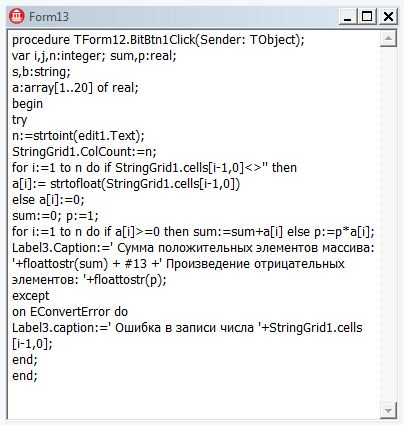 Form13
procedure TForm12.BitBtn1Click(Sender: TObject);
var i,j,n:integer; sum,p:real;
s,b:string;
a:array[1..20] of real;
begin
try
n:=strtoint(edit1.Text);
StringGrid1.ColCount:=n;
for i:=1 to n do if StringGrid1.cells[i-1,0]<>'' then
a[i]:= strtofloat(StringGrid1.cells[i-1,0])
else a[i]:=0;
sum:=0; p:=1;
for i:=1 to n do if a[i]>=0 then sum:=sum+a[i] else p:=p*a[i];
Label3.Caption:=' Сумма положительных элементов массива:
'+floattostr(sum) + #13 +' Произведение отрицательных
элементов: '+floattostr(p);
except
on EConvertError do
Label3.caption:=' Ошибка в записи числа '+StringGrid1.cells
[i-1,0];
end;
end;